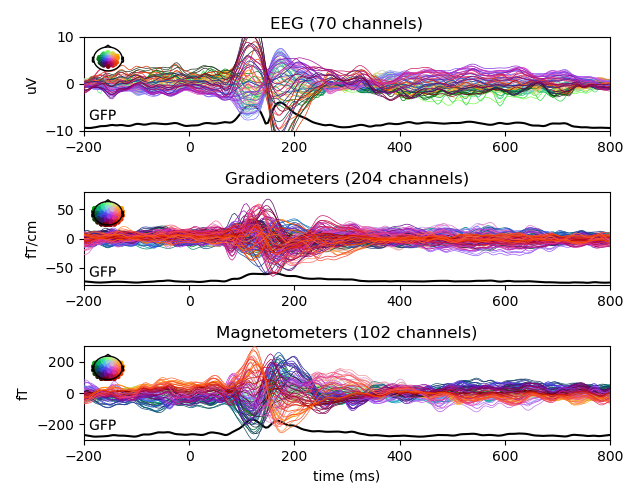 EEG (70 channels)
10
0
−10
uV
GFP
−200 0 200 400 600 800
Gradiometers (204 channels)
50
0
−50
fT/cm
GFP
−200 0 200 400 600 800
Magnetometers (102 channels)
200
0
−200
fT
GFP
−200 0 200 400 600 800
time (ms)